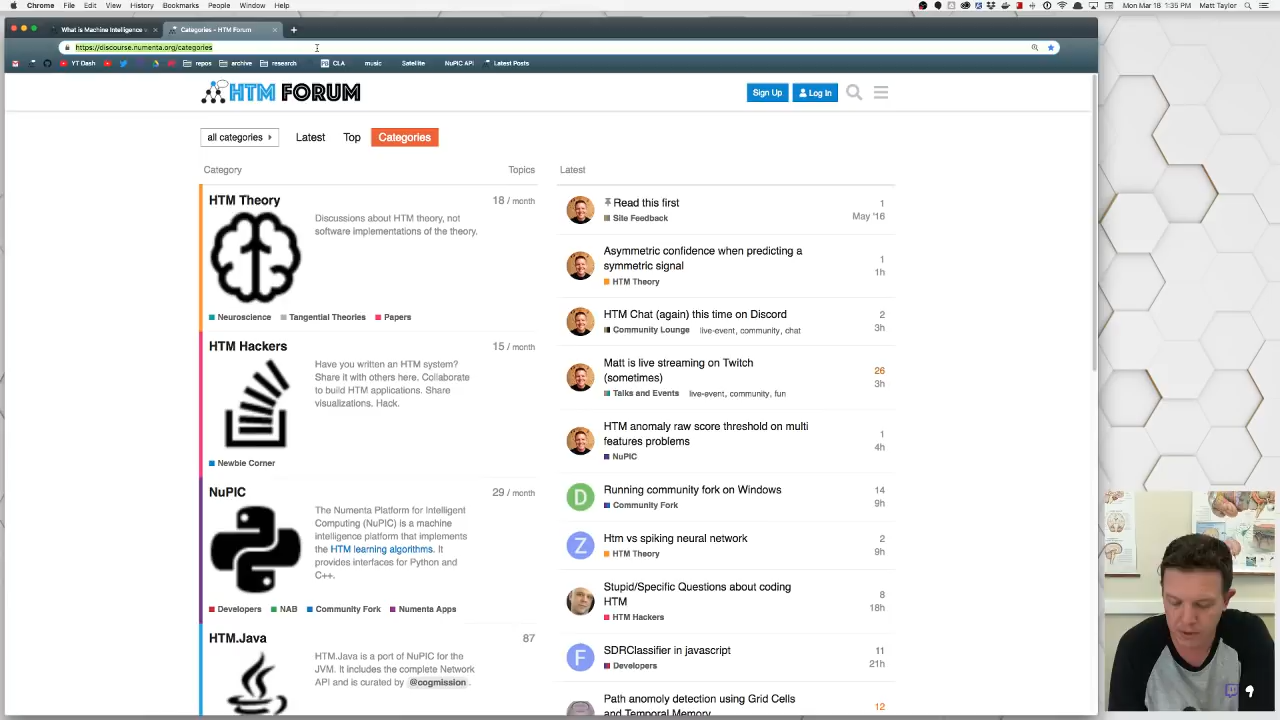 Chrome File Edit View History Bookmarks People Window Help
Mon Mar 18 1:35 PM Matt Taylor
What is Machine Intelligence v
Categories - HTM Forum
https://discourse.numenta.org/categories
YT Dash repos archive research CLA music Satellite NuPIC API Latest Posts
HTM FORUM
Sign Up Log In
all categories Latest Top Categories
Category Topics Latest
HTM Theory 18 / month
Discussions about HTM theory, not
software implementations of the theory.
Neuroscience Tangential Theories Papers
HTM Hackers 15 / month
Have you written an HTM system?
Share it with others here. Collaborate
to build HTM applications. Share
visualizations. Hack.
Newbie Corner
NuPIC 29 / month
The Numenta Platform for Intelligent
Computing (NuPIC) is a machine
intelligence platform that implements
the HTM learning algorithms. It
provides interfaces for Python and
C++.
Developers NAB Community Fork Numenta Apps
HTM.Java 87
HTM.Java is a port of NuPIC for the
JVM. It includes the complete Network
API and is curated by @cogmission.
Read this first 1
Site Feedback May '16
Asymmetric confidence when predicting a
symmetric signal 1
HTM Theory 1h
HTM Chat (again) this time on Discord 2
Community Lounge live-event, community, chat 3h
Matt is live streaming on Twitch
(sometimes) 26
Talks and Events live-event, community, fun 3h
HTM anomaly raw score threshold on multi
features problems 1
NuPIC 4h
D Running community fork on Windows 14
Community Fork 9h
Z Htm vs spiking neural network 2
HTM Theory 9h
Stupid/Specific Questions about coding
HTM 8
HTM Hackers 18h
F SDRClassifier in javascript 11
Developers 21h
Path anomoly detection using Grid Cells
and Temporal Memory 12